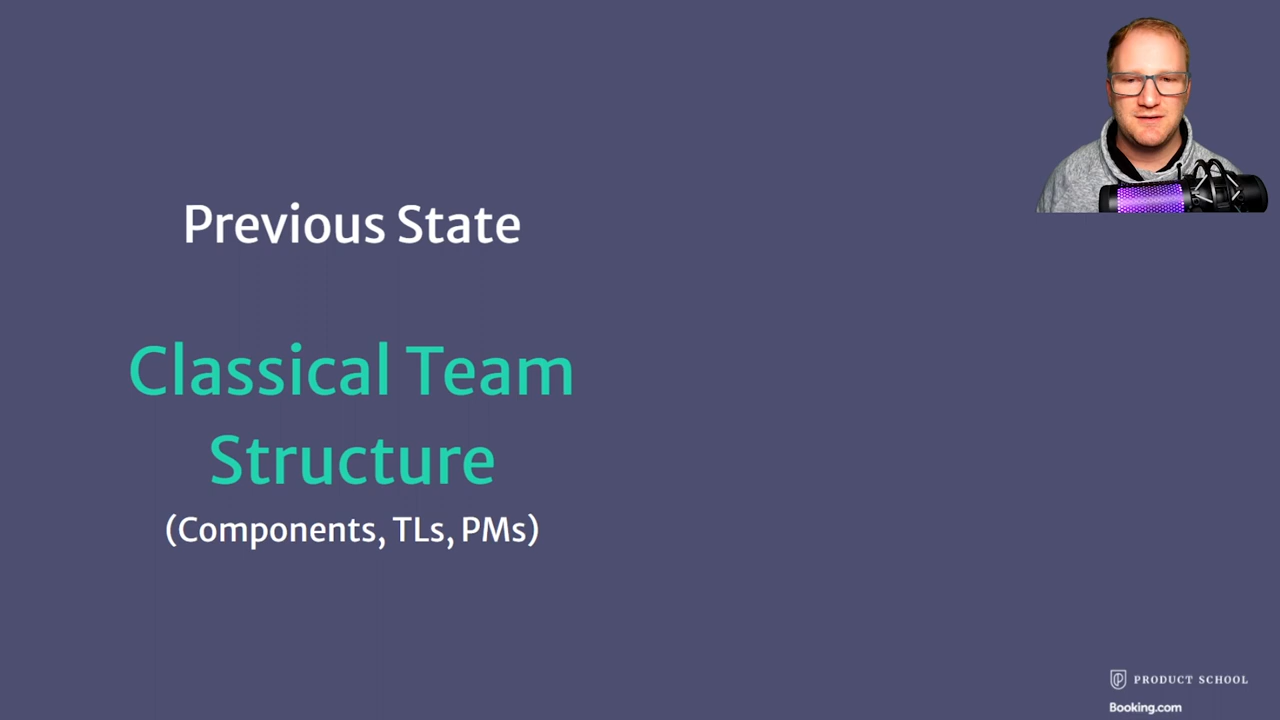 Previous State
Classical Team
Structure
(Components, TLs, PMs)
PRODUCT SCHOOL
Booking.com